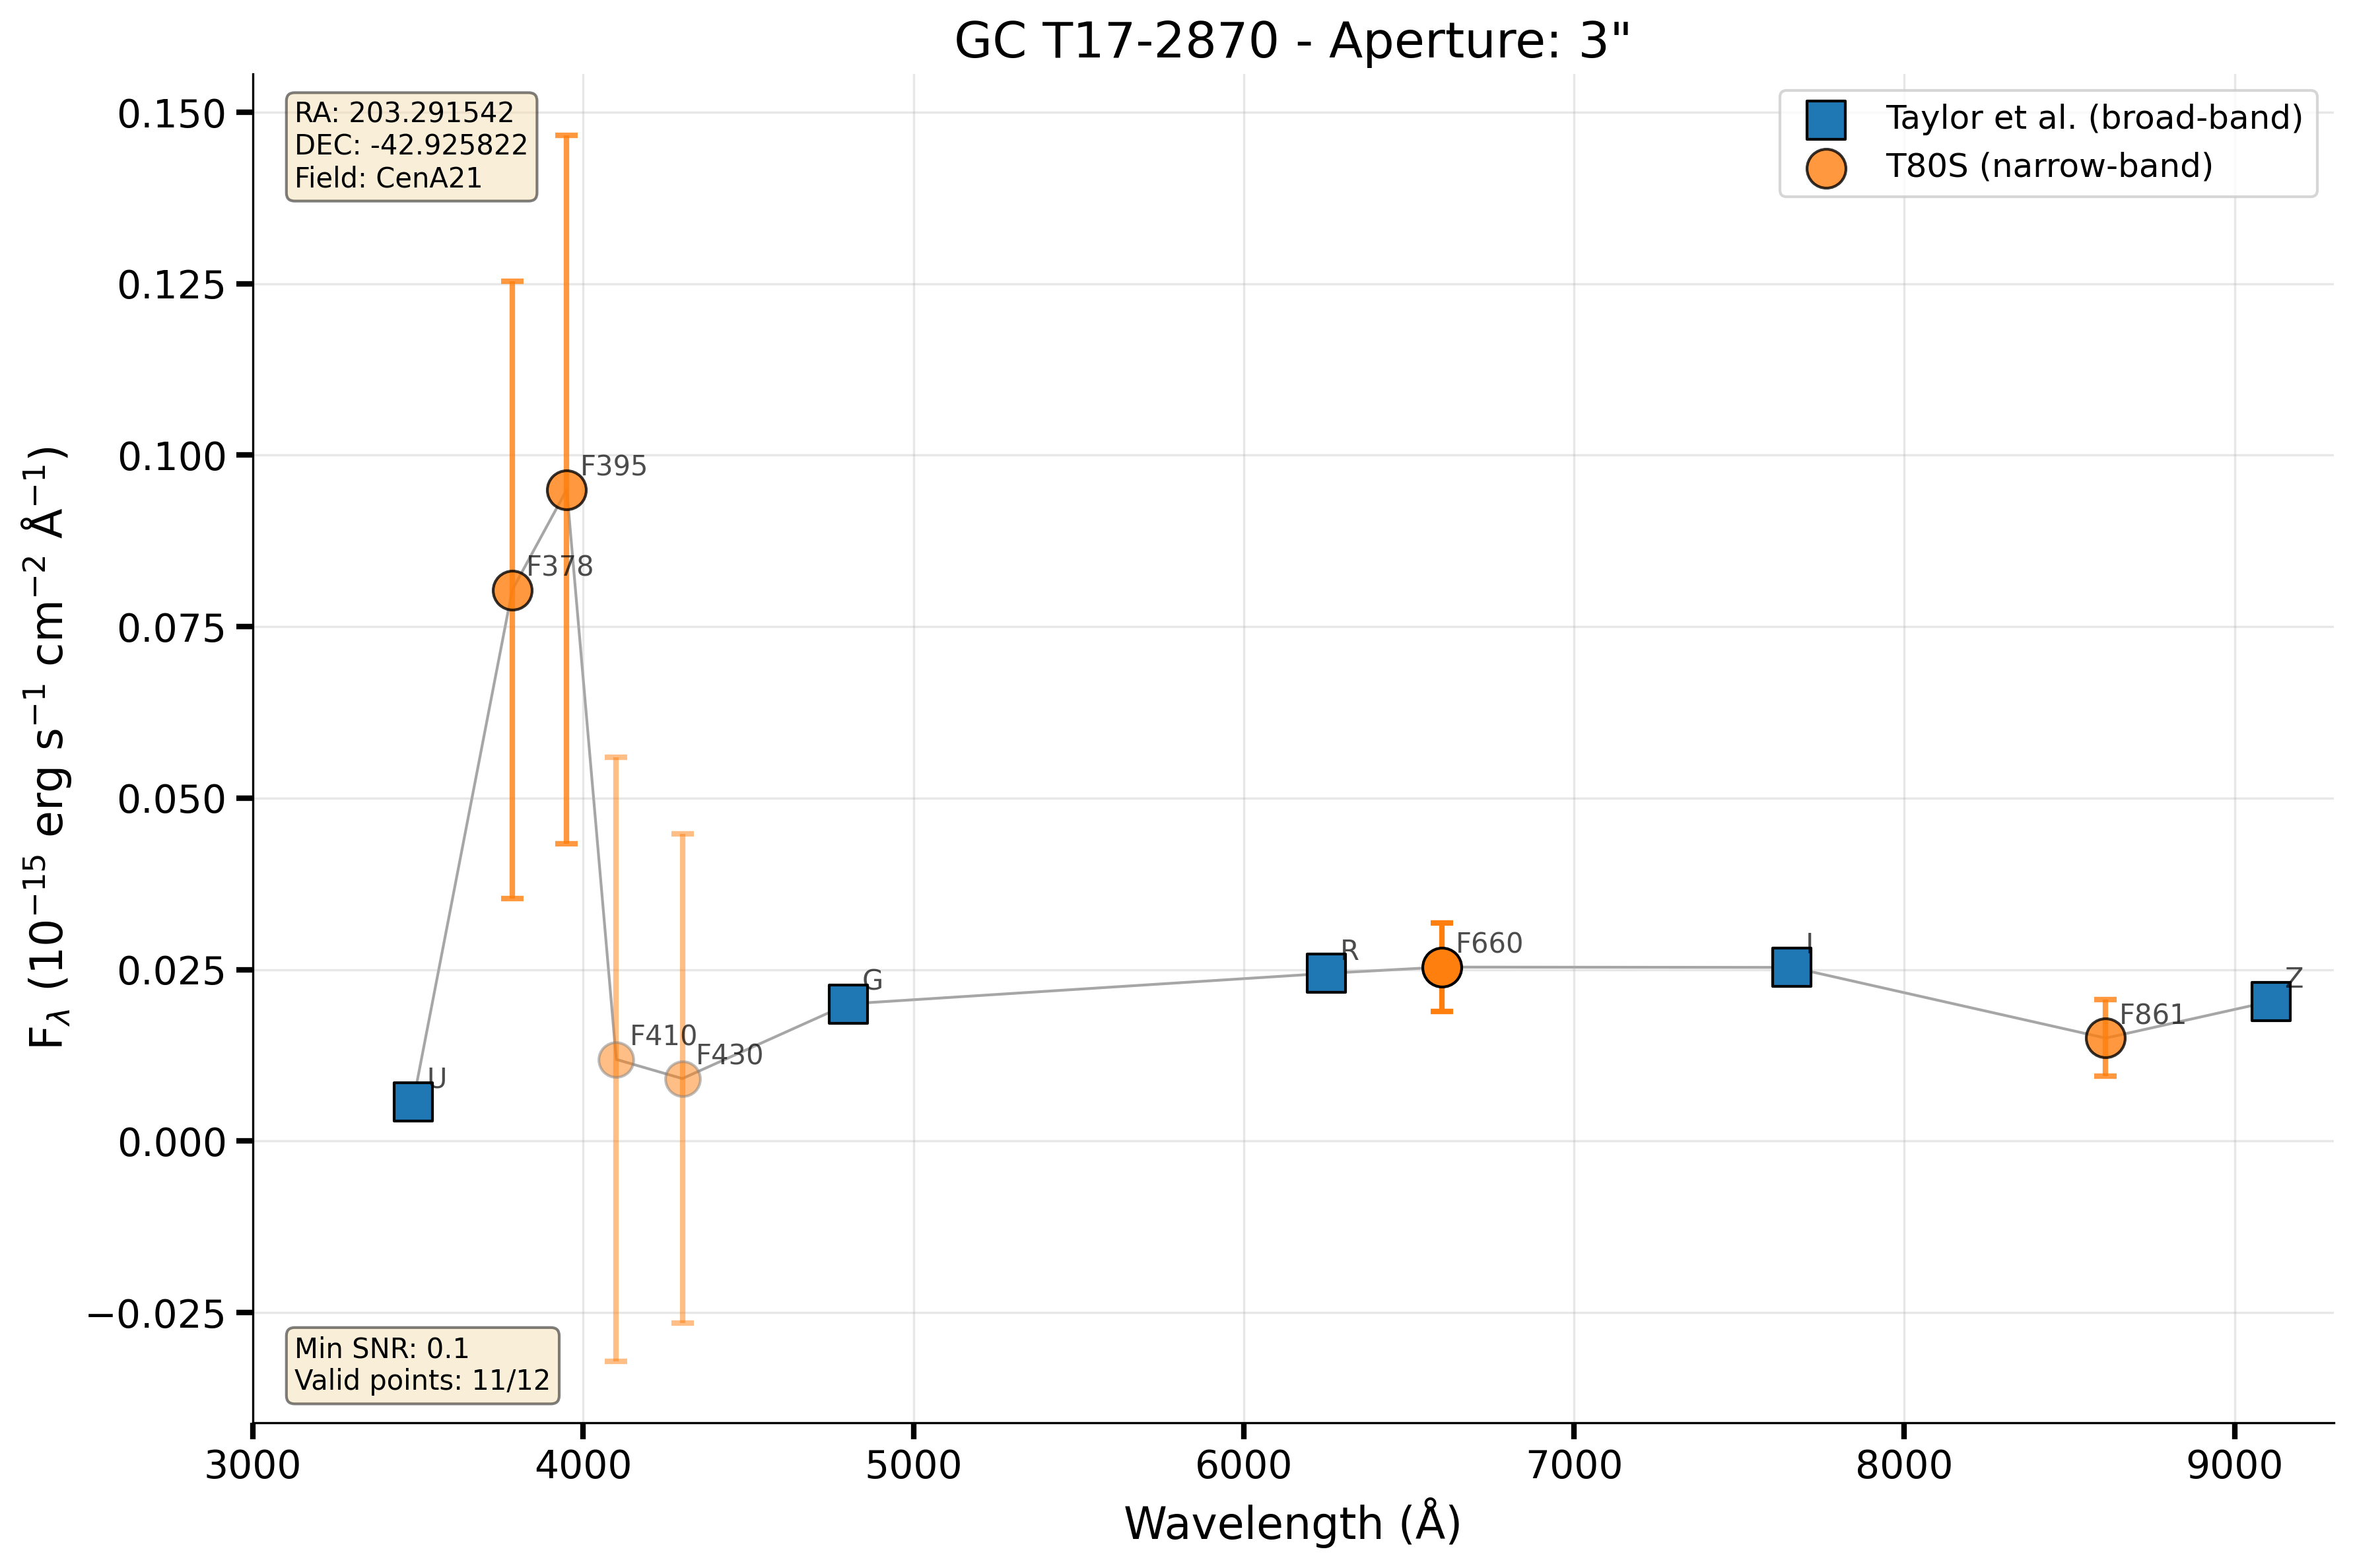 GC T17-2870 - Aperture: 3"
RA: 203.291542
DEC: -42.925822
Field: CenA21
Taylor et al. (broad-band)
T80S (narrow-band)
0.150
0.125
0.100
0.075
0.050
0.025
0.000
−0.025
F395
F378
F410
F430
U
G
R
F660
I
F861
Z
Min SNR: 0.1
Valid points: 11/12
3000
4000
5000
6000
7000
8000
9000
Wavelength (Å)
Fλ (10⁻¹⁵ erg s⁻¹ cm⁻² Å⁻¹)